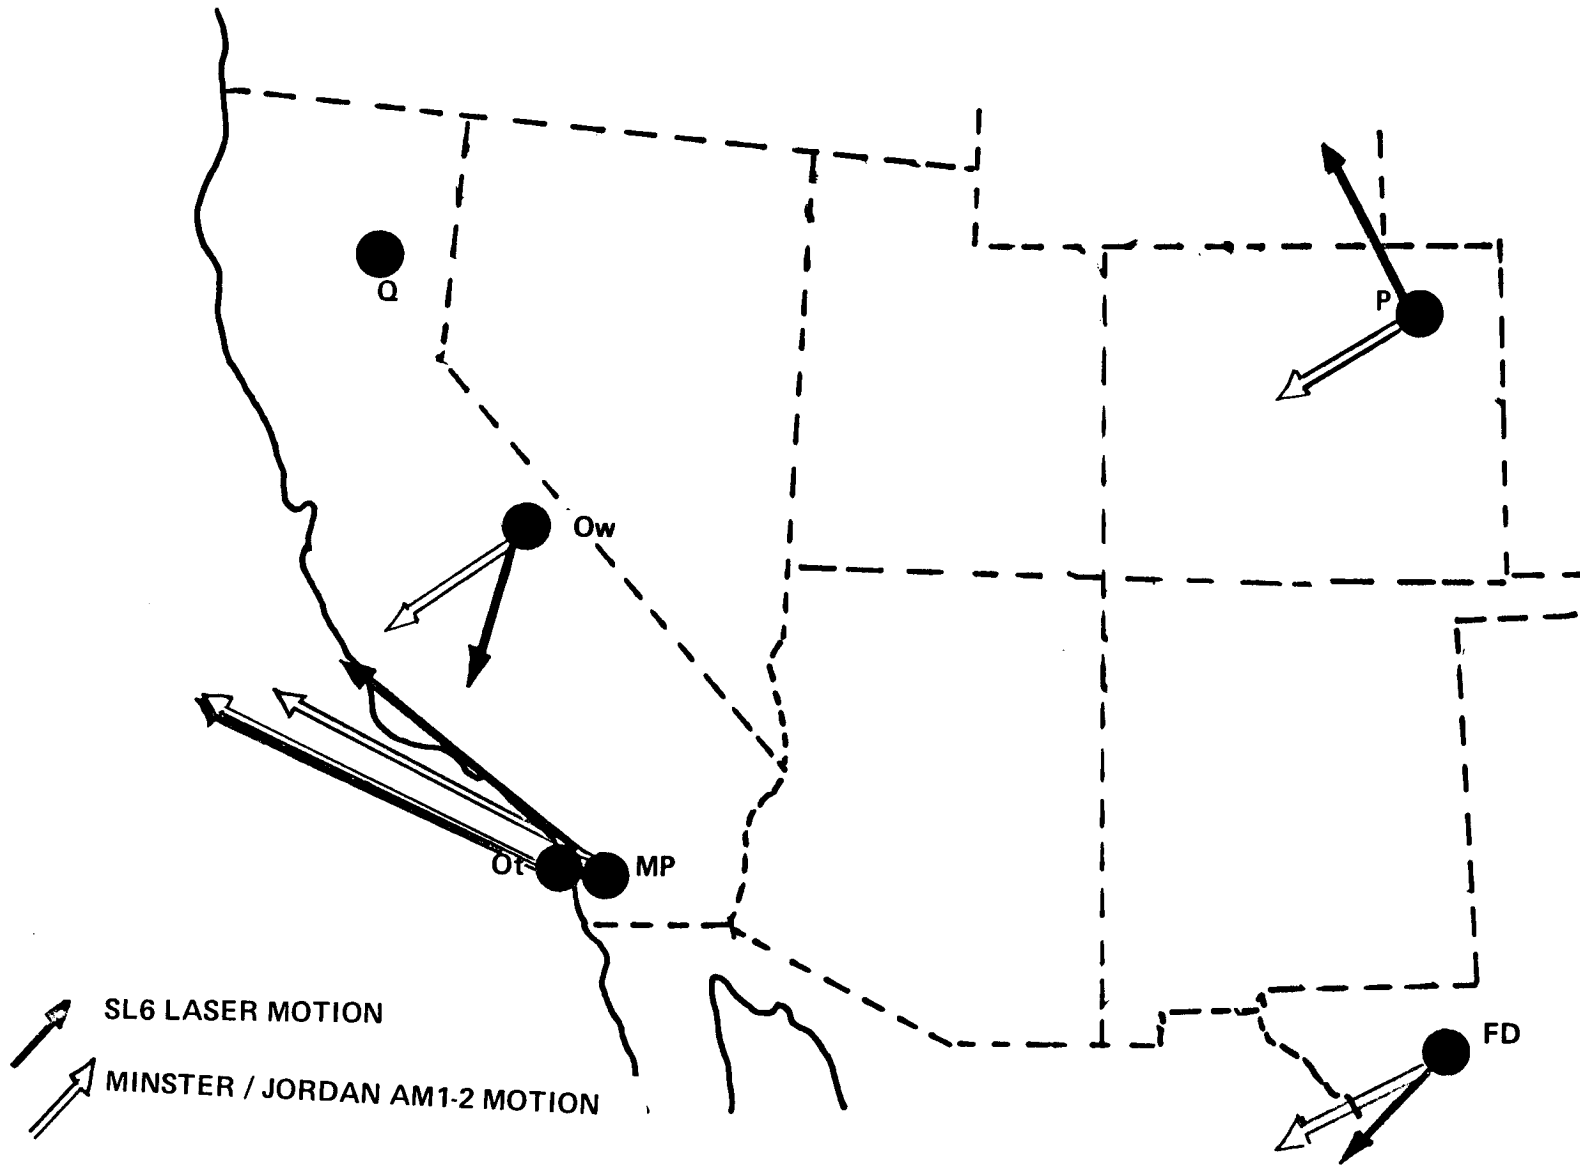 Q
P
Ow
Ot
MP
FD
SL6 LASER MOTION
MINSTER / JORDAN AM1-2 MOTION